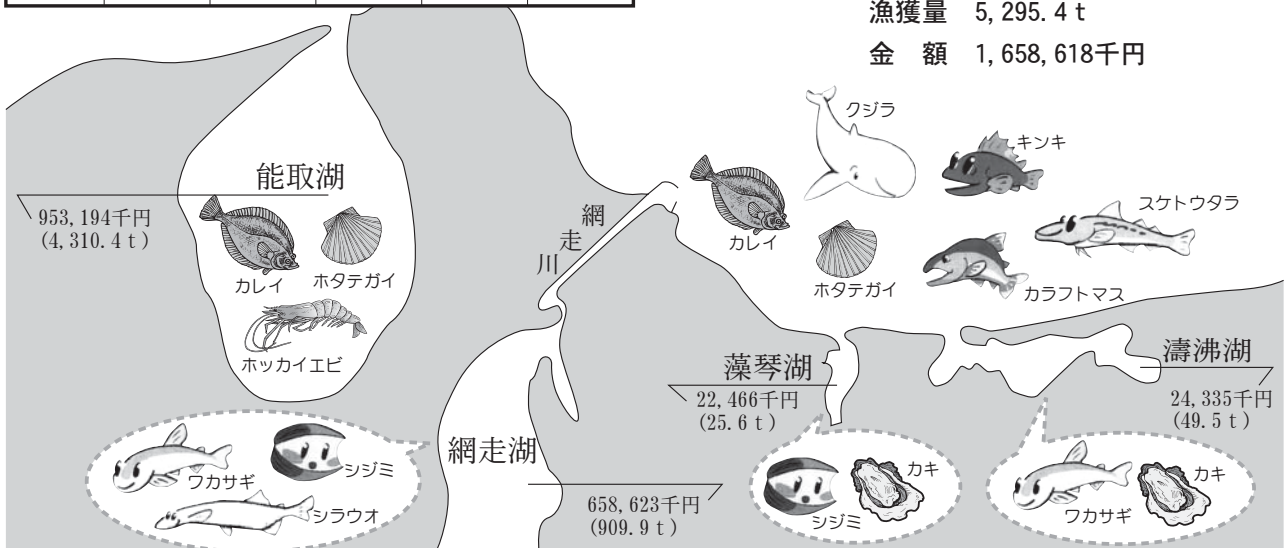 漁獲量 5,295.4 t
金 額 1,658,618千円
クジラ
キンキ
スケトウタラ
カレイ
ホタテガイ
カラフトマス
能取湖
953,194千円
(4,310.4 t)
カレイ
ホタテガイ
ホッカイエビ
網走川
藻琴湖
22,466千円
(25.6 t)
濤沸湖
24,335千円
(49.5 t)
網走湖
658,623千円
(909.9 t)
ワカサギ
シジミ
シラウオ
シジミ
カキ
ワカサギ
カキ